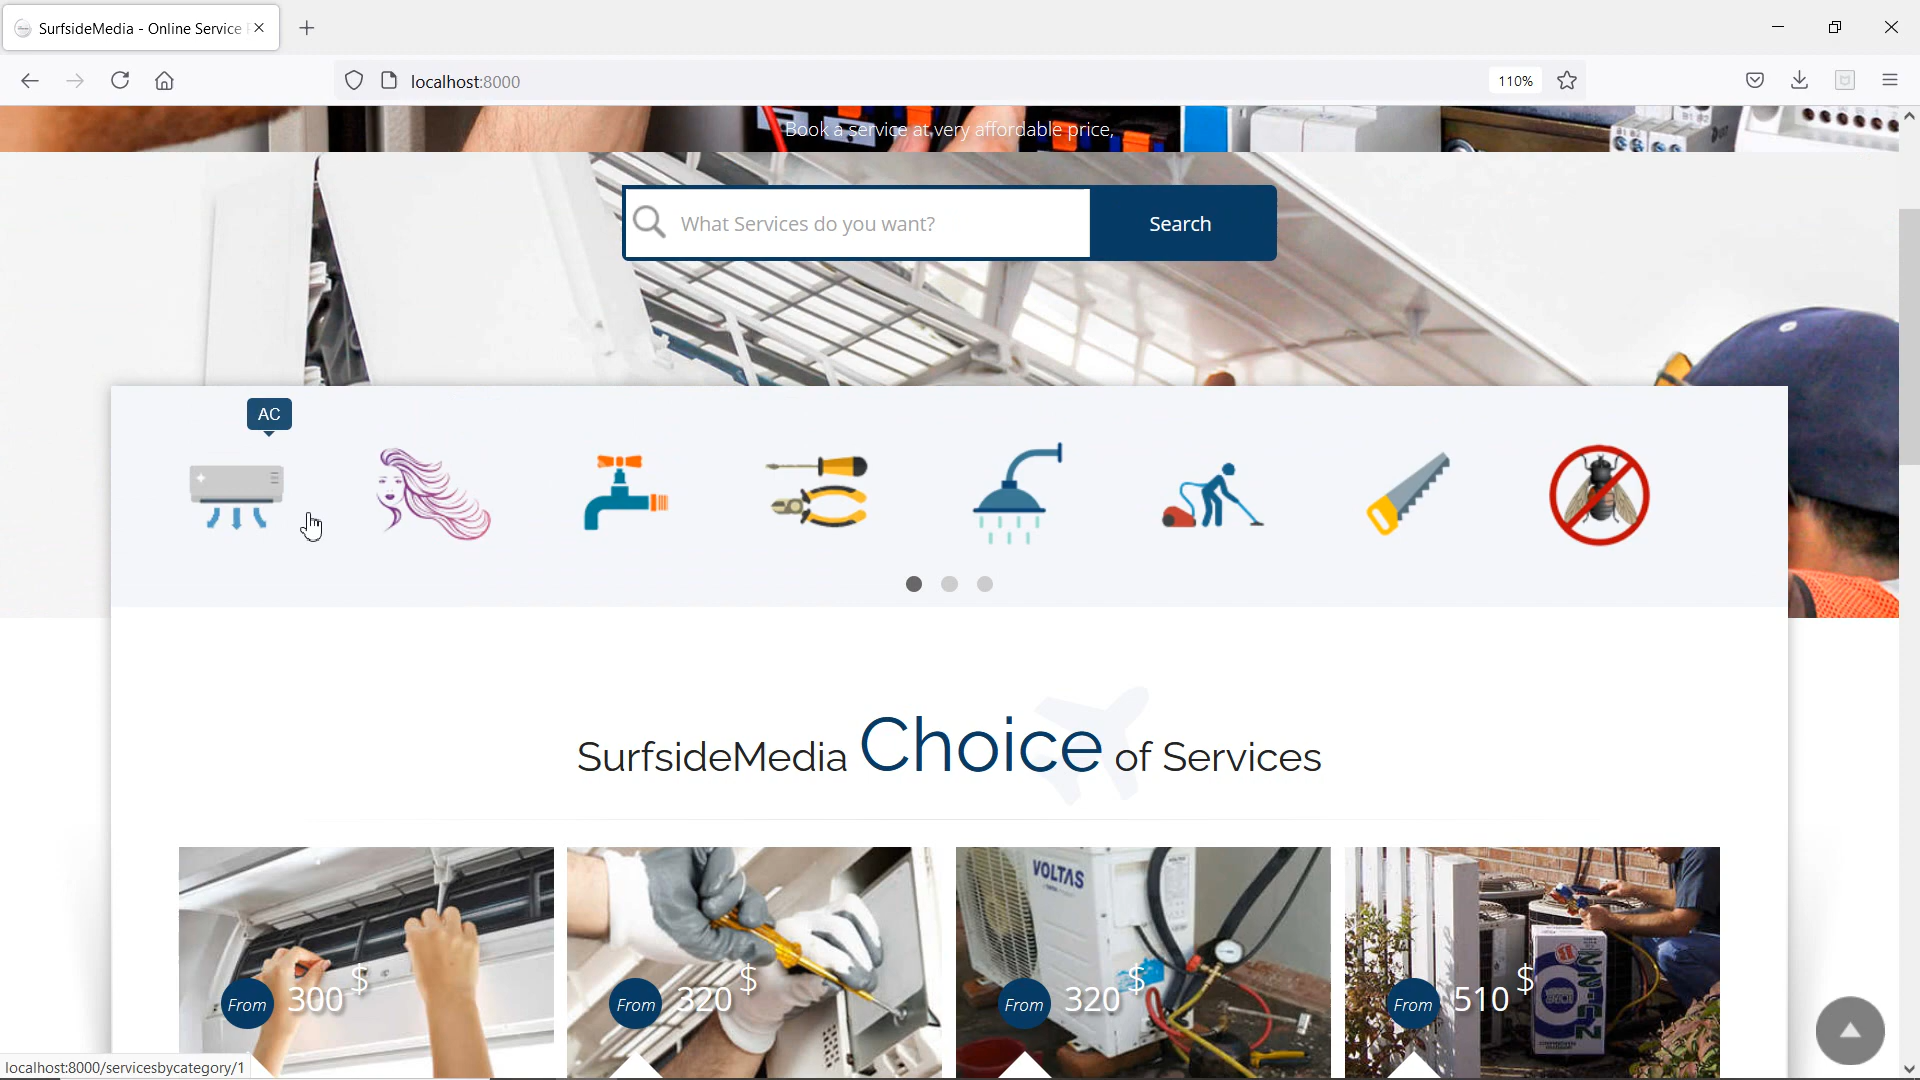 SurfsideMedia - Online Service
localhost:8000
110%
Book a service at very affordable price,
What Services do you want?
Search
AC
SurfsideMedia Choice of Services
VOLTAS
From 300 $
From 320 $
From 320 $
From 510 $
localhost:8000/servicesbycategory/1